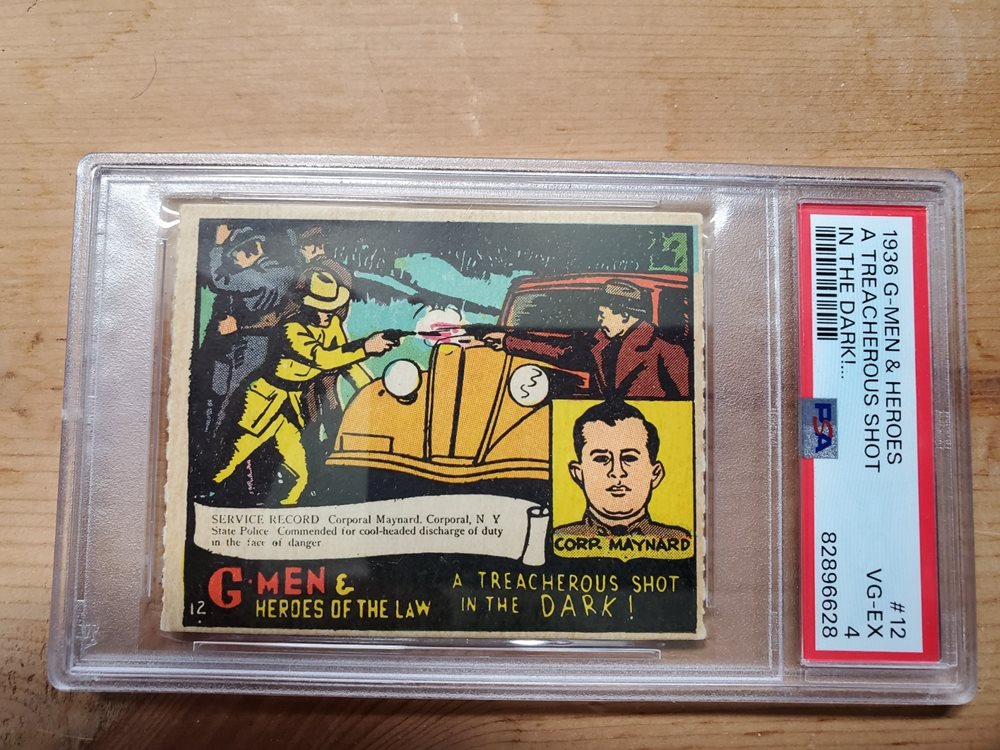 SERVICE RECORD Corporal Maynard. Corporal, N Y
State Police Commended for cool-headed discharge of duty
in the face of danger
CORP. MAYNARD
G-MEN &
HEROES OF THE LAW
A TREACHEROUS SHOT
IN THE DARK!
12
1936 G-MEN & HEROES
A TREACHEROUS SHOT
IN THE DARK!...
#12
VG-EX
4
82896628
PSA